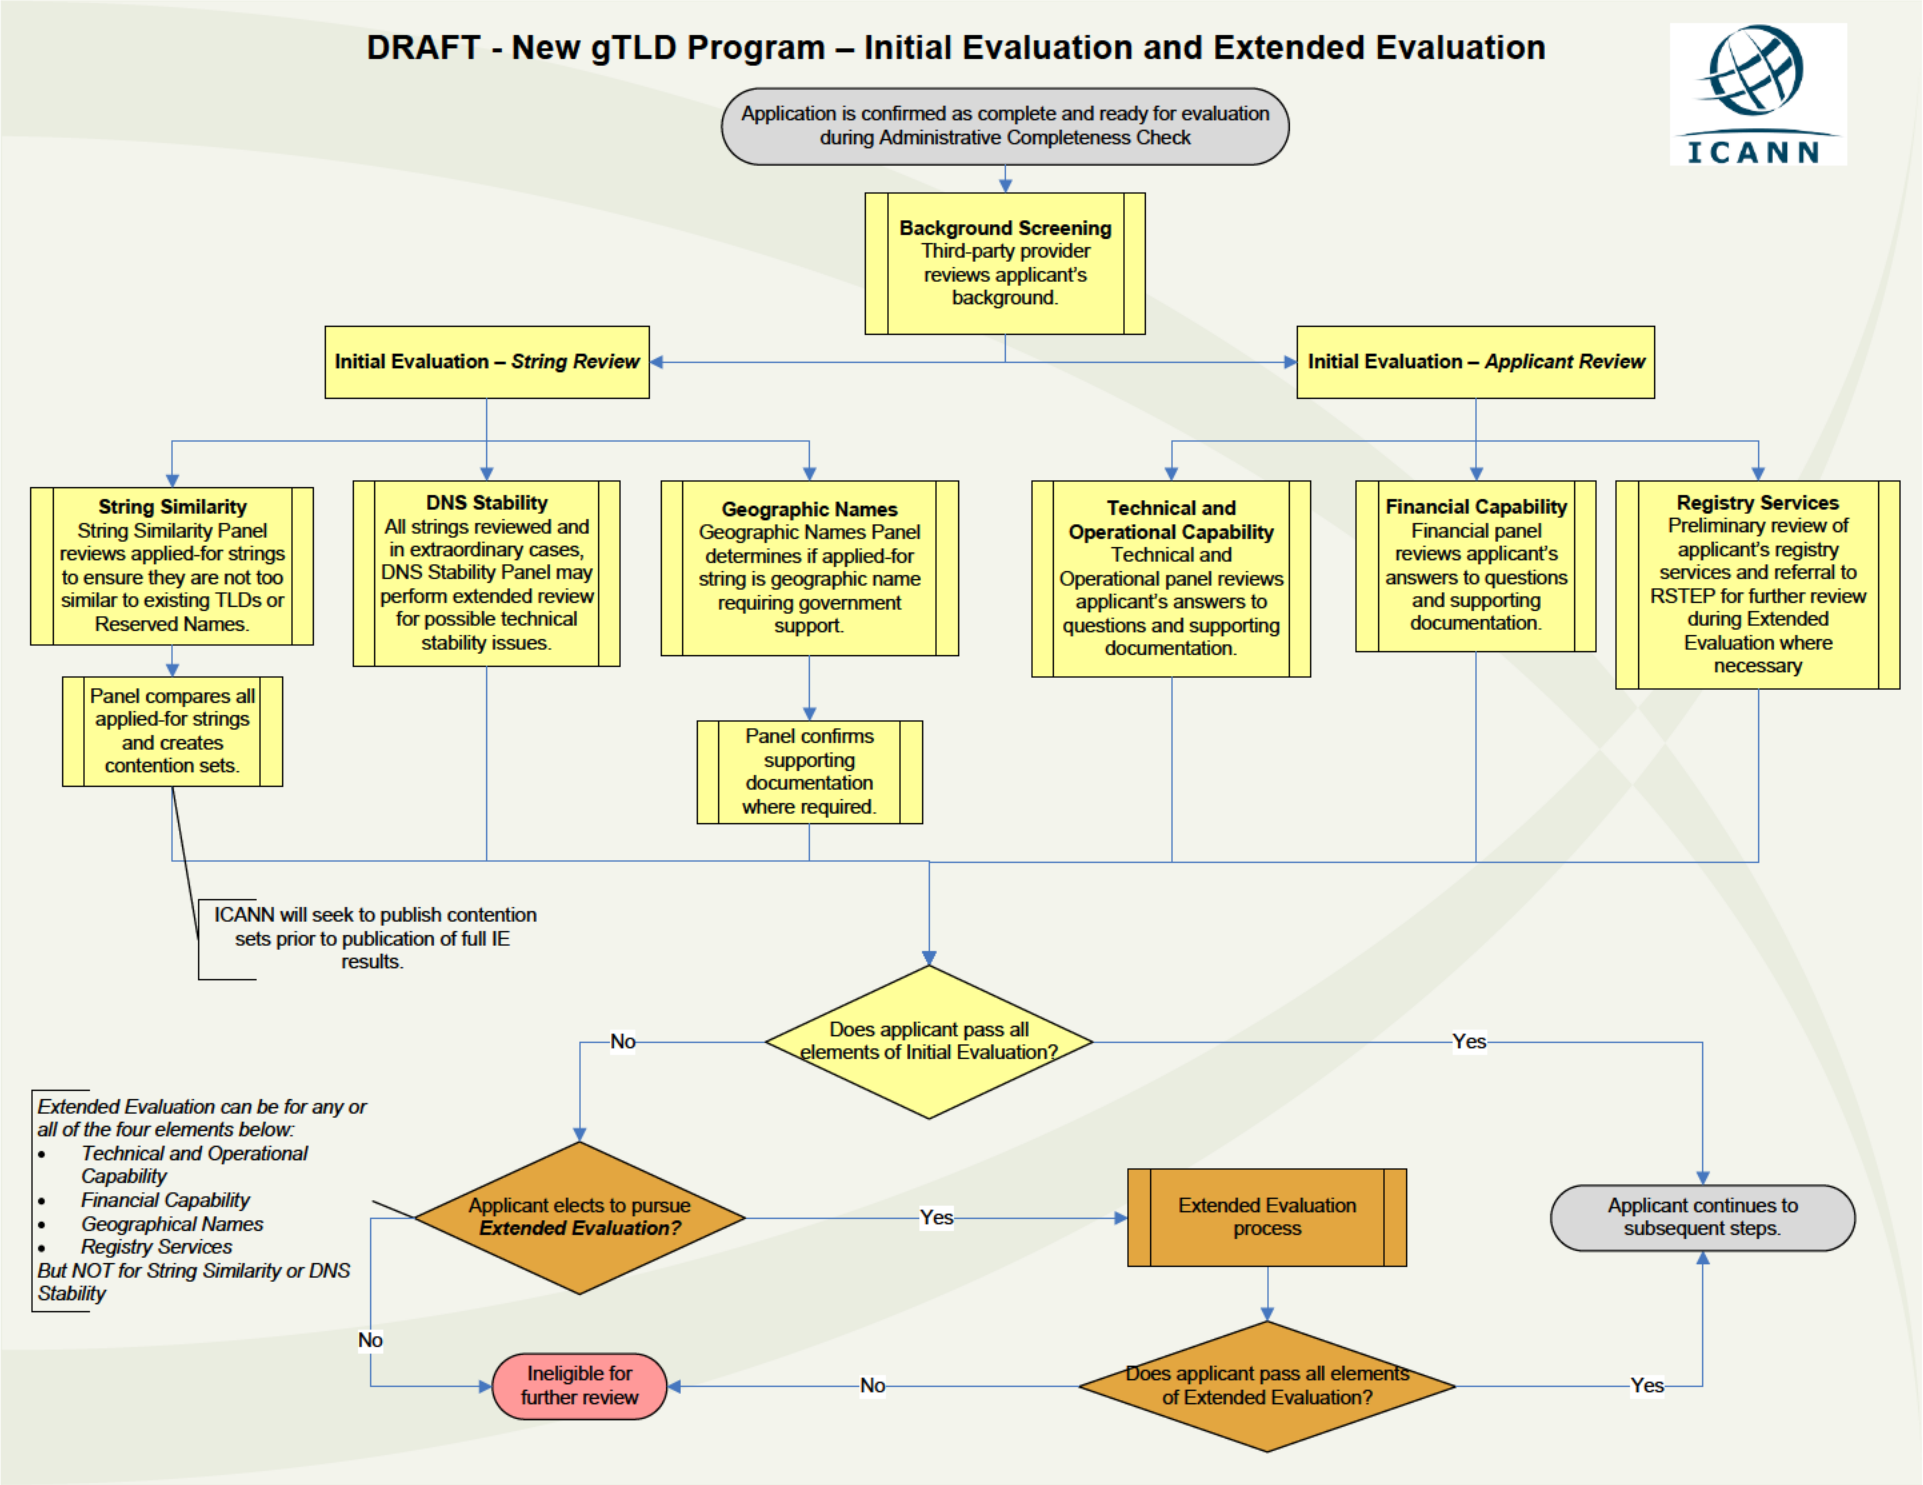 DRAFT - New gTLD Program – Initial Evaluation and Extended Evaluation
ICANN
Application is confirmed as complete and ready for evaluation
during Administrative Completeness Check
Background Screening
Third-party provider
reviews applicant's
background.
Initial Evaluation – String Review
Initial Evaluation – Applicant Review
String Similarity
String Similarity Panel
reviews applied-for strings
to ensure they are not too
similar to existing TLDs or
Reserved Names.
DNS Stability
All strings reviewed and
in extraordinary cases,
DNS Stability Panel may
perform extended review
for possible technical
stability issues.
Geographic Names
Geographic Names Panel
determines if applied-for
string is geographic name
requiring government
support.
Technical and
Operational Capability
Technical and
Operational panel reviews
applicant's answers to
questions and supporting
documentation.
Financial Capability
Financial panel
reviews applicant's
answers to questions
and supporting
documentation.
Registry Services
Preliminary review of
applicant's registry
services and referral to
RSTEP for further review
during Extended
Evaluation where
necessary
Panel compares all
applied-for strings
and creates
contention sets.
Panel confirms
supporting
documentation
where required.
ICANN will seek to publish contention
sets prior to publication of full IE
results.
Does applicant pass all
elements of Initial Evaluation?
No
Yes
Extended Evaluation can be for any or
all of the four elements below:
• Technical and Operational
Capability
• Financial Capability
• Geographical Names
• Registry Services
But NOT for String Similarity or DNS
Stability
Applicant elects to pursue
Extended Evaluation?
Yes
Extended Evaluation
process
Applicant continues to
subsequent steps.
No
Ineligible for
further review
No
Does applicant pass all elements
of Extended Evaluation?
Yes